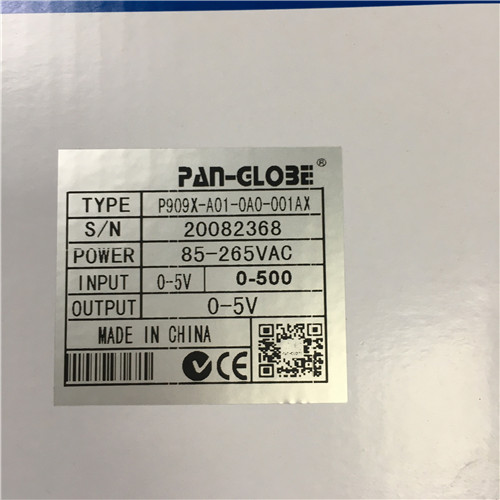 PAN-GLOBE®
TYPE P909X-A01-0A0-001AX
S/N 20082368
POWER 85-265VAC
INPUT 0-5V 0-500
OUTPUT 0-5V
MADE IN CHINA
CE